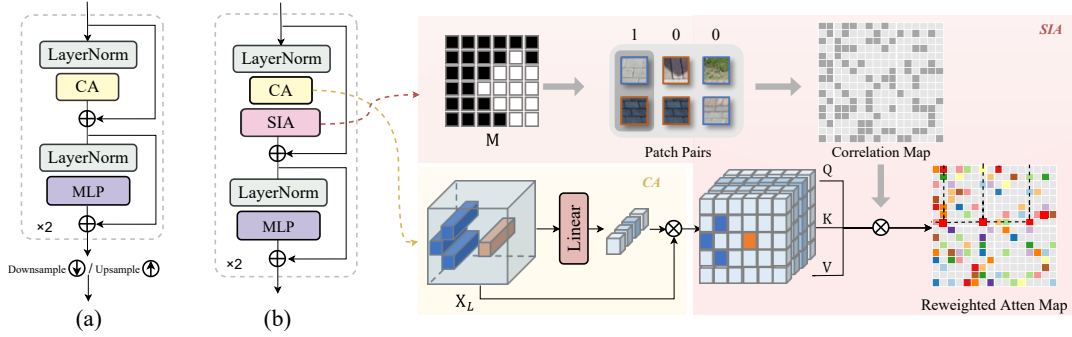 LayerNorm
CA
LayerNorm
MLP
×2
Downsample / Upsample
(a)
LayerNorm
CA
SIA
LayerNorm
MLP
×2
(b)
SIA
M
1 0 0
Patch Pairs
Correlation Map
CA
Linear
X_L
Q
K
V
Reweighted Atten Map